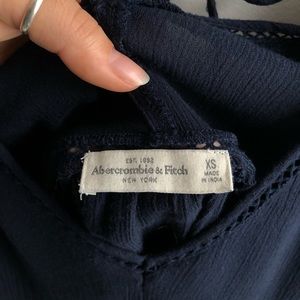 EST. 1892
Abercrombie & Fitch
NEW YORK
XS
MADE
IN INDIA